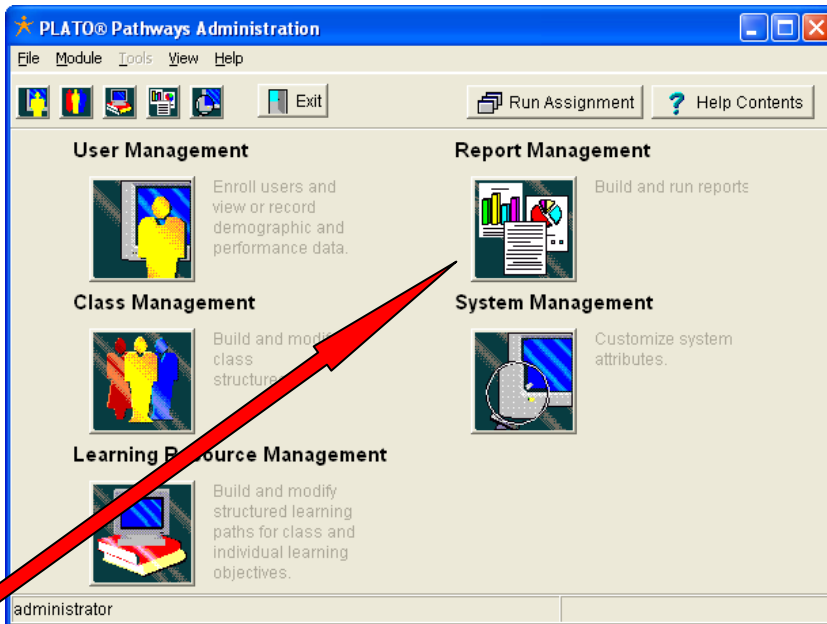 PLATO® Pathways Administration
File Module Tools View Help
Exit
Run Assignment
? Help Contents
User Management
Enroll users and
view or record
demographic and
performance data.
Report Management
Build and run reports
Class Management
Build and modify
class
System Management
Customize system
attributes.
Learning Resource Management
Build and modify
structured learning
paths for class and
individual learning
objectives.
administrator